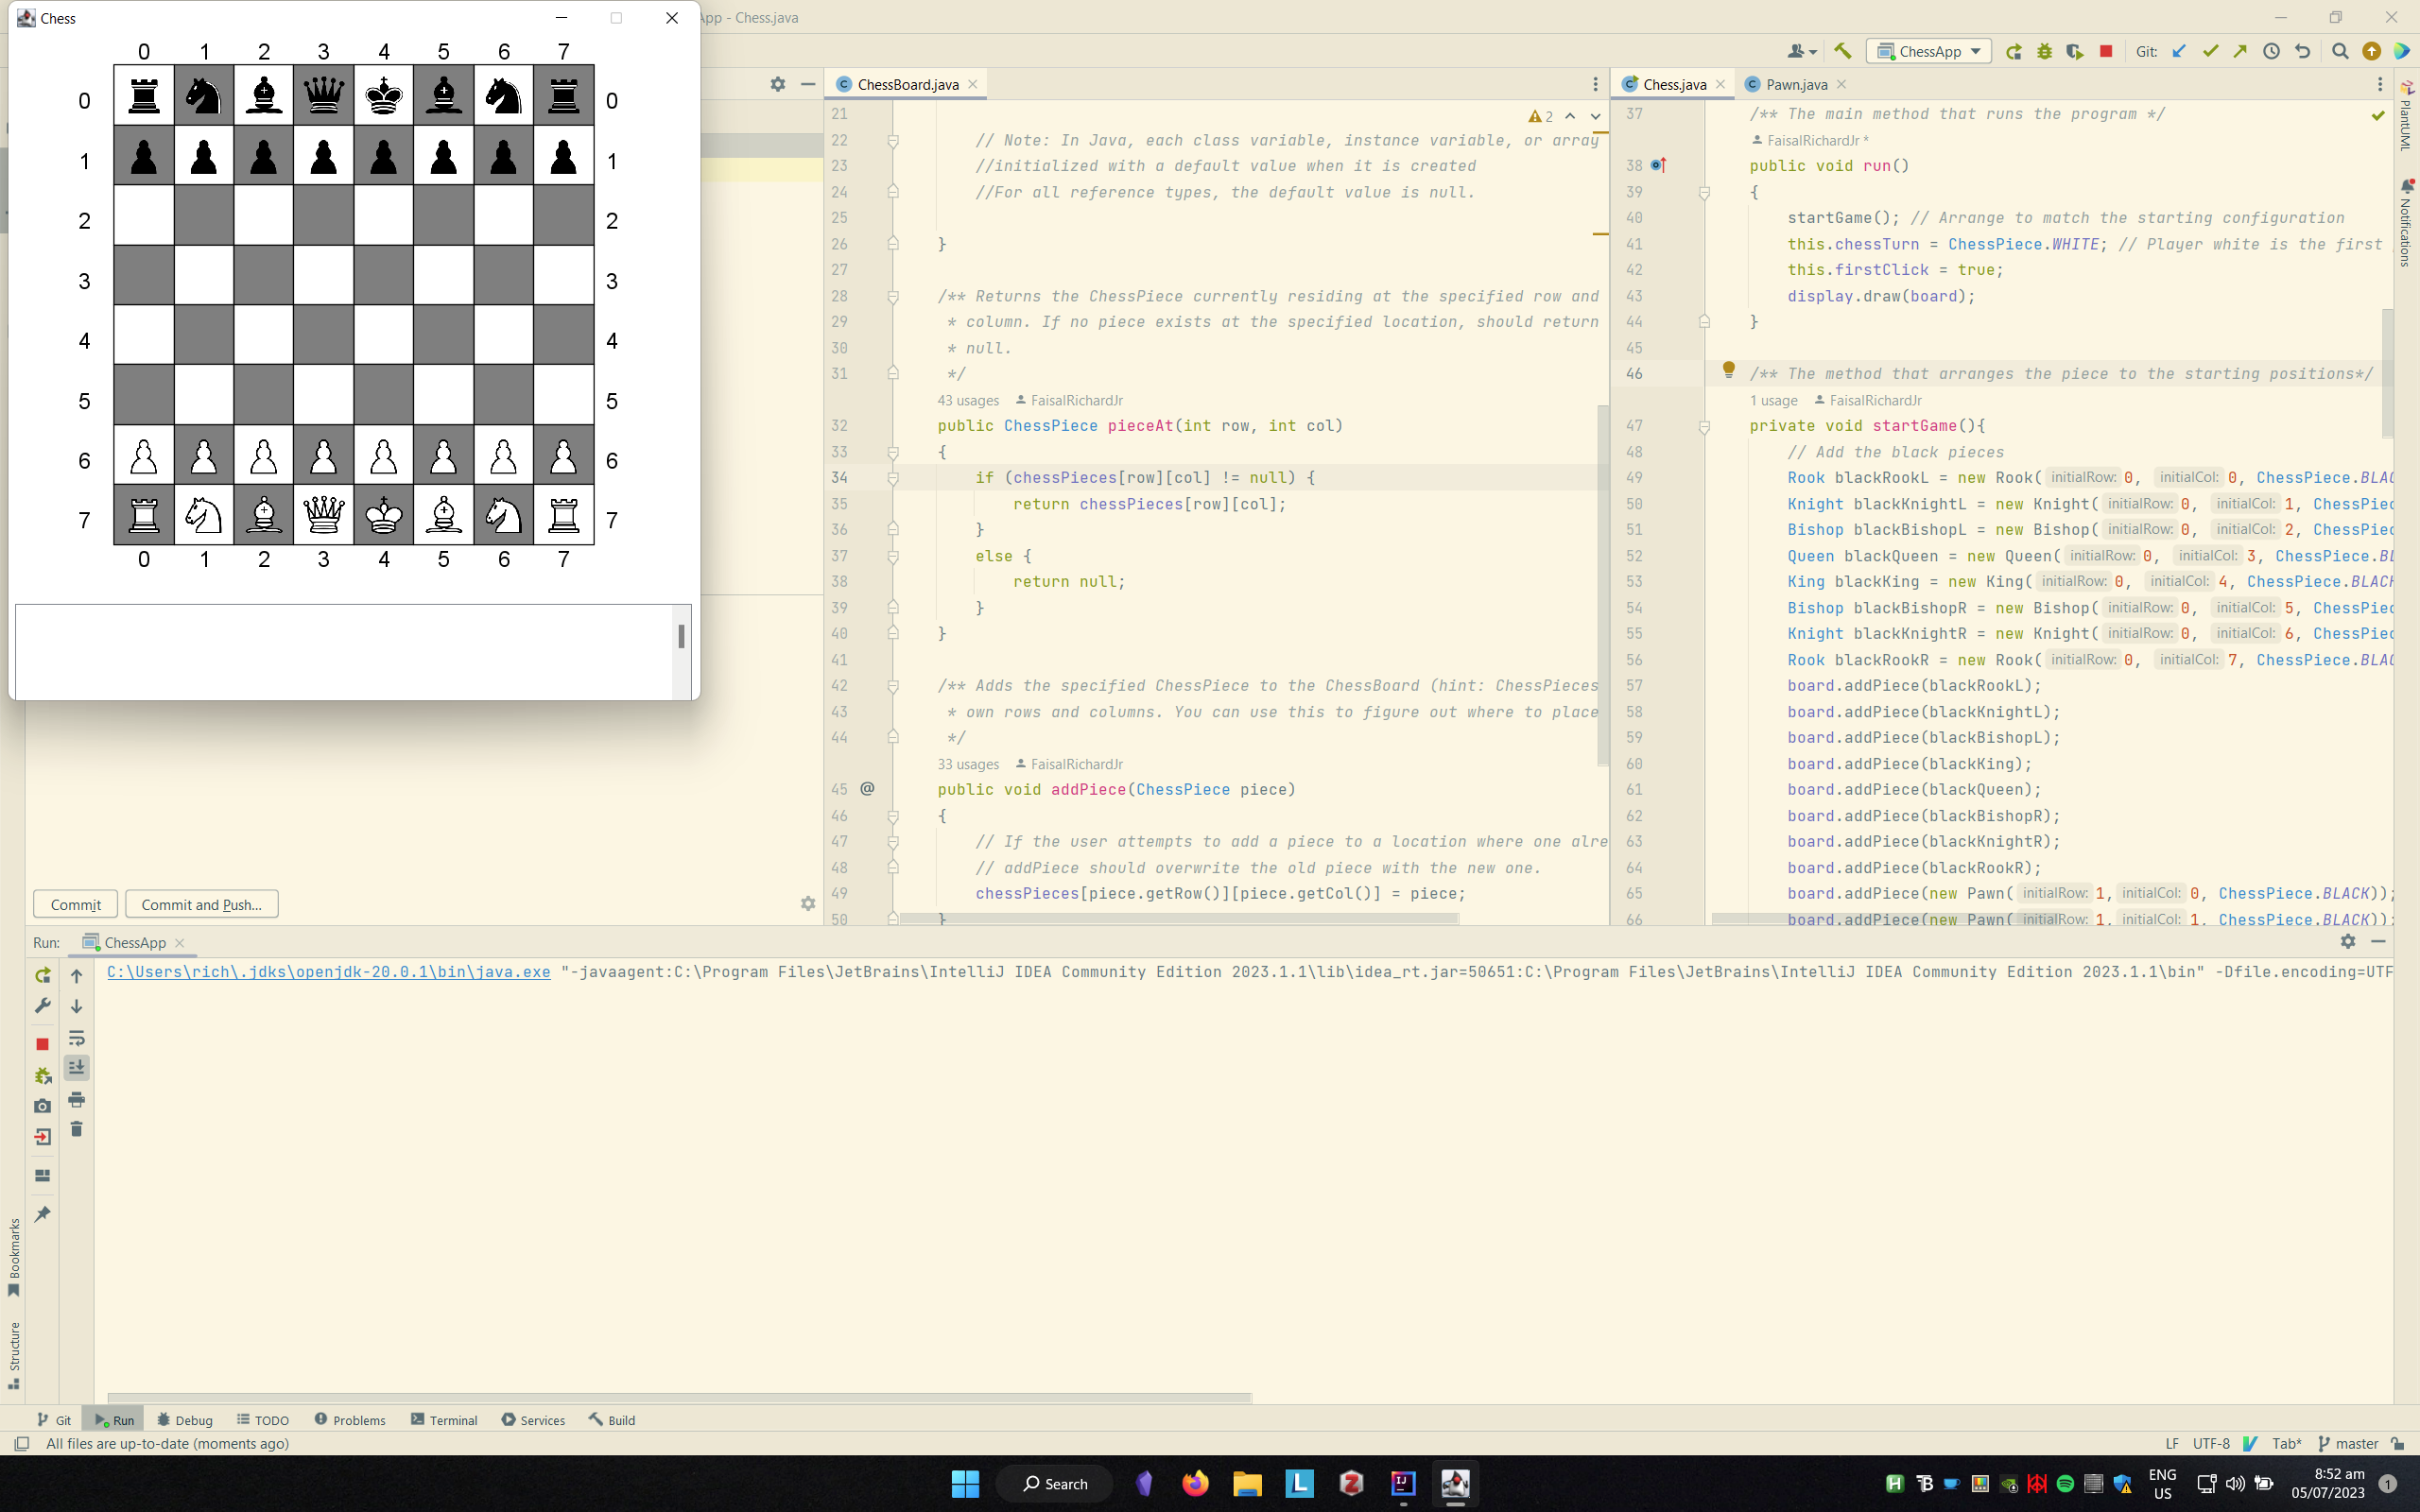 Chess
App - Chess.java
0 1 2 3 4 5 6 7
0 0
1 1
2 2
3 3
4 4
5 5
6 6
7 7
0 1 2 3 4 5 6 7
ChessApp
Git:
ChessBoard.java
2
21
22 // Note: In Java, each class variable, instance variable, or array
23 //initialized with a default value when it is created
24 //For all reference types, the default value is null.
25
26 }
27
28 /** Returns the ChessPiece currently residing at the specified row and
29 * column. If no piece exists at the specified location, should return
30 * null.
31 */
43 usages FaisalRichardJr
32 public ChessPiece pieceAt(int row, int col)
33 {
34 if (chessPieces[row][col] != null) {
35 return chessPieces[row][col];
36 }
37 else {
38 return null;
39 }
40 }
41
42 /** Adds the specified ChessPiece to the ChessBoard (hint: ChessPieces
43 * own rows and columns. You can use this to figure out where to place
44 */
33 usages FaisalRichardJr
45 @ public void addPiece(ChessPiece piece)
46 {
47 // If the user attempts to add a piece to a location where one alre
48 // addPiece should overwrite the old piece with the new one.
49 chessPieces[piece.getRow()][piece.getCol()] = piece;
50 }
Chess.java Pawn.java
37 /** The main method that runs the program */
FaisalRichardJr *
38 public void run()
39 {
40 startGame(); // Arrange to match the starting configuration
41 this.chessTurn = ChessPiece.WHITE; // Player white is the first
42 this.firstClick = true;
43 display.draw(board);
44 }
45
46 /** The method that arranges the piece to the starting positions*/
1 usage FaisalRichardJr
47 private void startGame(){
48 // Add the black pieces
49 Rook blackRookL = new Rook( initialRow: 0, initialCol: 0, ChessPiece.BLAC
50 Knight blackKnightL = new Knight( initialRow: 0, initialCol: 1, ChessPiec
51 Bishop blackBishopL = new Bishop( initialRow: 0, initialCol: 2, ChessPiec
52 Queen blackQueen = new Queen( initialRow: 0, initialCol: 3, ChessPiece.BL
53 King blackKing = new King( initialRow: 0, initialCol: 4, ChessPiece.BLACK
54 Bishop blackBishopR = new Bishop( initialRow: 0, initialCol: 5, ChessPiec
55 Knight blackKnightR = new Knight( initialRow: 0, initialCol: 6, ChessPiec
56 Rook blackRookR = new Rook( initialRow: 0, initialCol: 7, ChessPiece.BLAC
57 board.addPiece(blackRookL);
58 board.addPiece(blackKnightL);
59 board.addPiece(blackBishopL);
60 board.addPiece(blackKing);
61 board.addPiece(blackQueen);
62 board.addPiece(blackBishopR);
63 board.addPiece(blackKnightR);
64 board.addPiece(blackRookR);
65 board.addPiece(new Pawn( initialRow: 1, initialCol: 0, ChessPiece.BLACK));
66 board.addPiece(new Pawn( initialRow: 1, initialCol: 1, ChessPiece.BLACK));
PlantUML
Notifications
Commit Commit and Push...
Run: ChessApp
C:\Users\rich\.jdks\openjdk-20.0.1\bin\java.exe "-javaagent:C:\Program Files\JetBrains\IntelliJ IDEA Community Edition 2023.1.1\lib\idea_rt.jar=50651:C:\Program Files\JetBrains\IntelliJ IDEA Community Edition 2023.1.1\bin" -Dfile.encoding=UTF
Bookmarks
Structure
Git Run Debug TODO Problems Terminal Services Build
All files are up-to-date (moments ago)
LF UTF-8 Tab* master
Search
ENG
US
8:52 am
05/07/2023
1